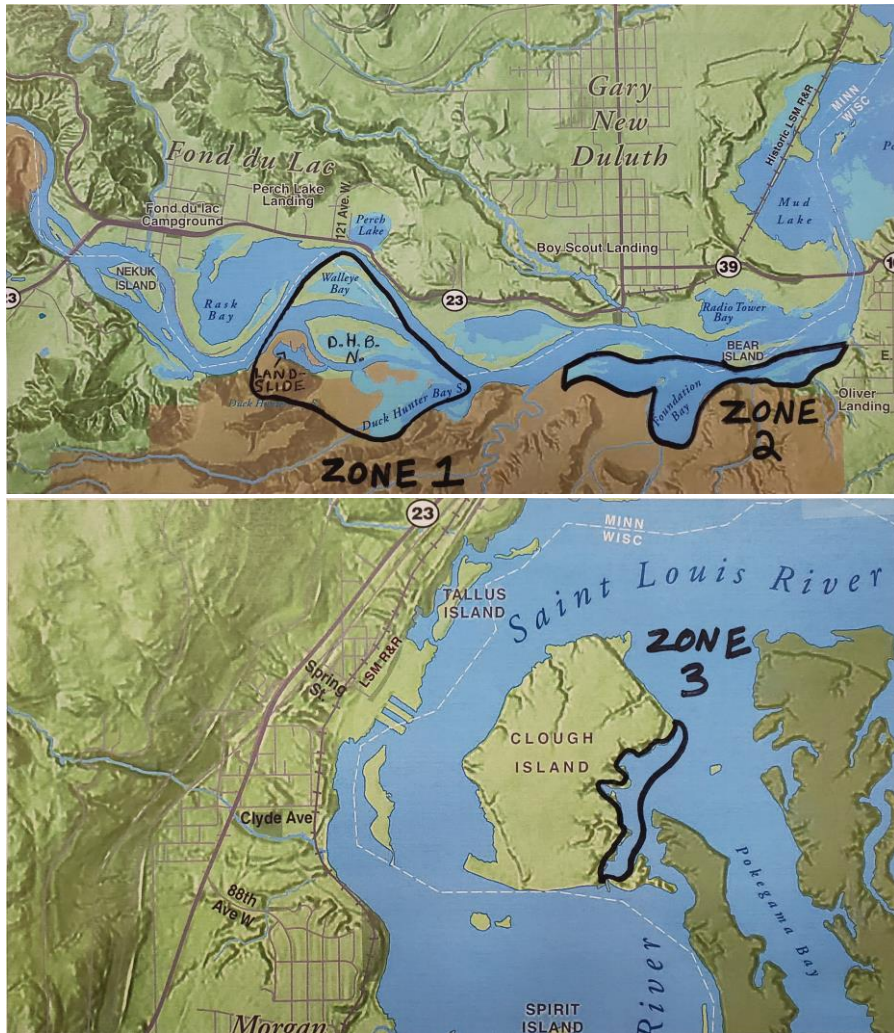 Gary
New
Duluth
Historic LSM R&R
MINN
WISC
Fond du Lac
Perch Lake
Landing
121 Ave. W
Perch
Lake
Fond du lac
Campground
Mud
Lake
Boy Scout Landing
39
NEKUK
ISLAND
Rask
Bay
Walleye
Bay
23
23
Radio Tower
Bay
D.H.B.
N.
BEAR
ISLAND
LAND-
SLIDE
Duck Hunter Bay S.
Foundation
Bay
Oliver
Landing
ZONE 1
ZONE
2
23
MINN
WISC
TALLUS
ISLAND
Saint Louis River
ZONE
3
Spring
St.
LSM R&R
CLOUGH
ISLAND
Clyde Ave
88th
Ave W
Pokegama Bay
River
SPIRIT
ISLAND
Morgan